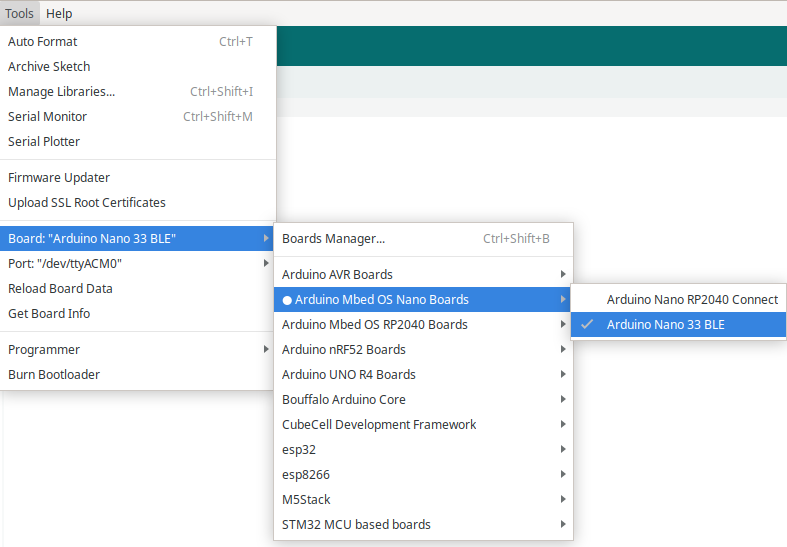 Tools Help
Auto Format Ctrl+T
Archive Sketch
Manage Libraries... Ctrl+Shift+I
Serial Monitor Ctrl+Shift+M
Serial Plotter
Firmware Updater
Upload SSL Root Certificates
Board: "Arduino Nano 33 BLE"
Port: "/dev/ttyACM0"
Reload Board Data
Get Board Info
Programmer
Burn Bootloader
Boards Manager... Ctrl+Shift+B
Arduino AVR Boards
Arduino Mbed OS Nano Boards
Arduino Mbed OS RP2040 Boards
Arduino nRF52 Boards
Arduino UNO R4 Boards
Bouffalo Arduino Core
CubeCell Development Framework
esp32
esp8266
M5Stack
STM32 MCU based boards
Arduino Nano RP2040 Connect
Arduino Nano 33 BLE